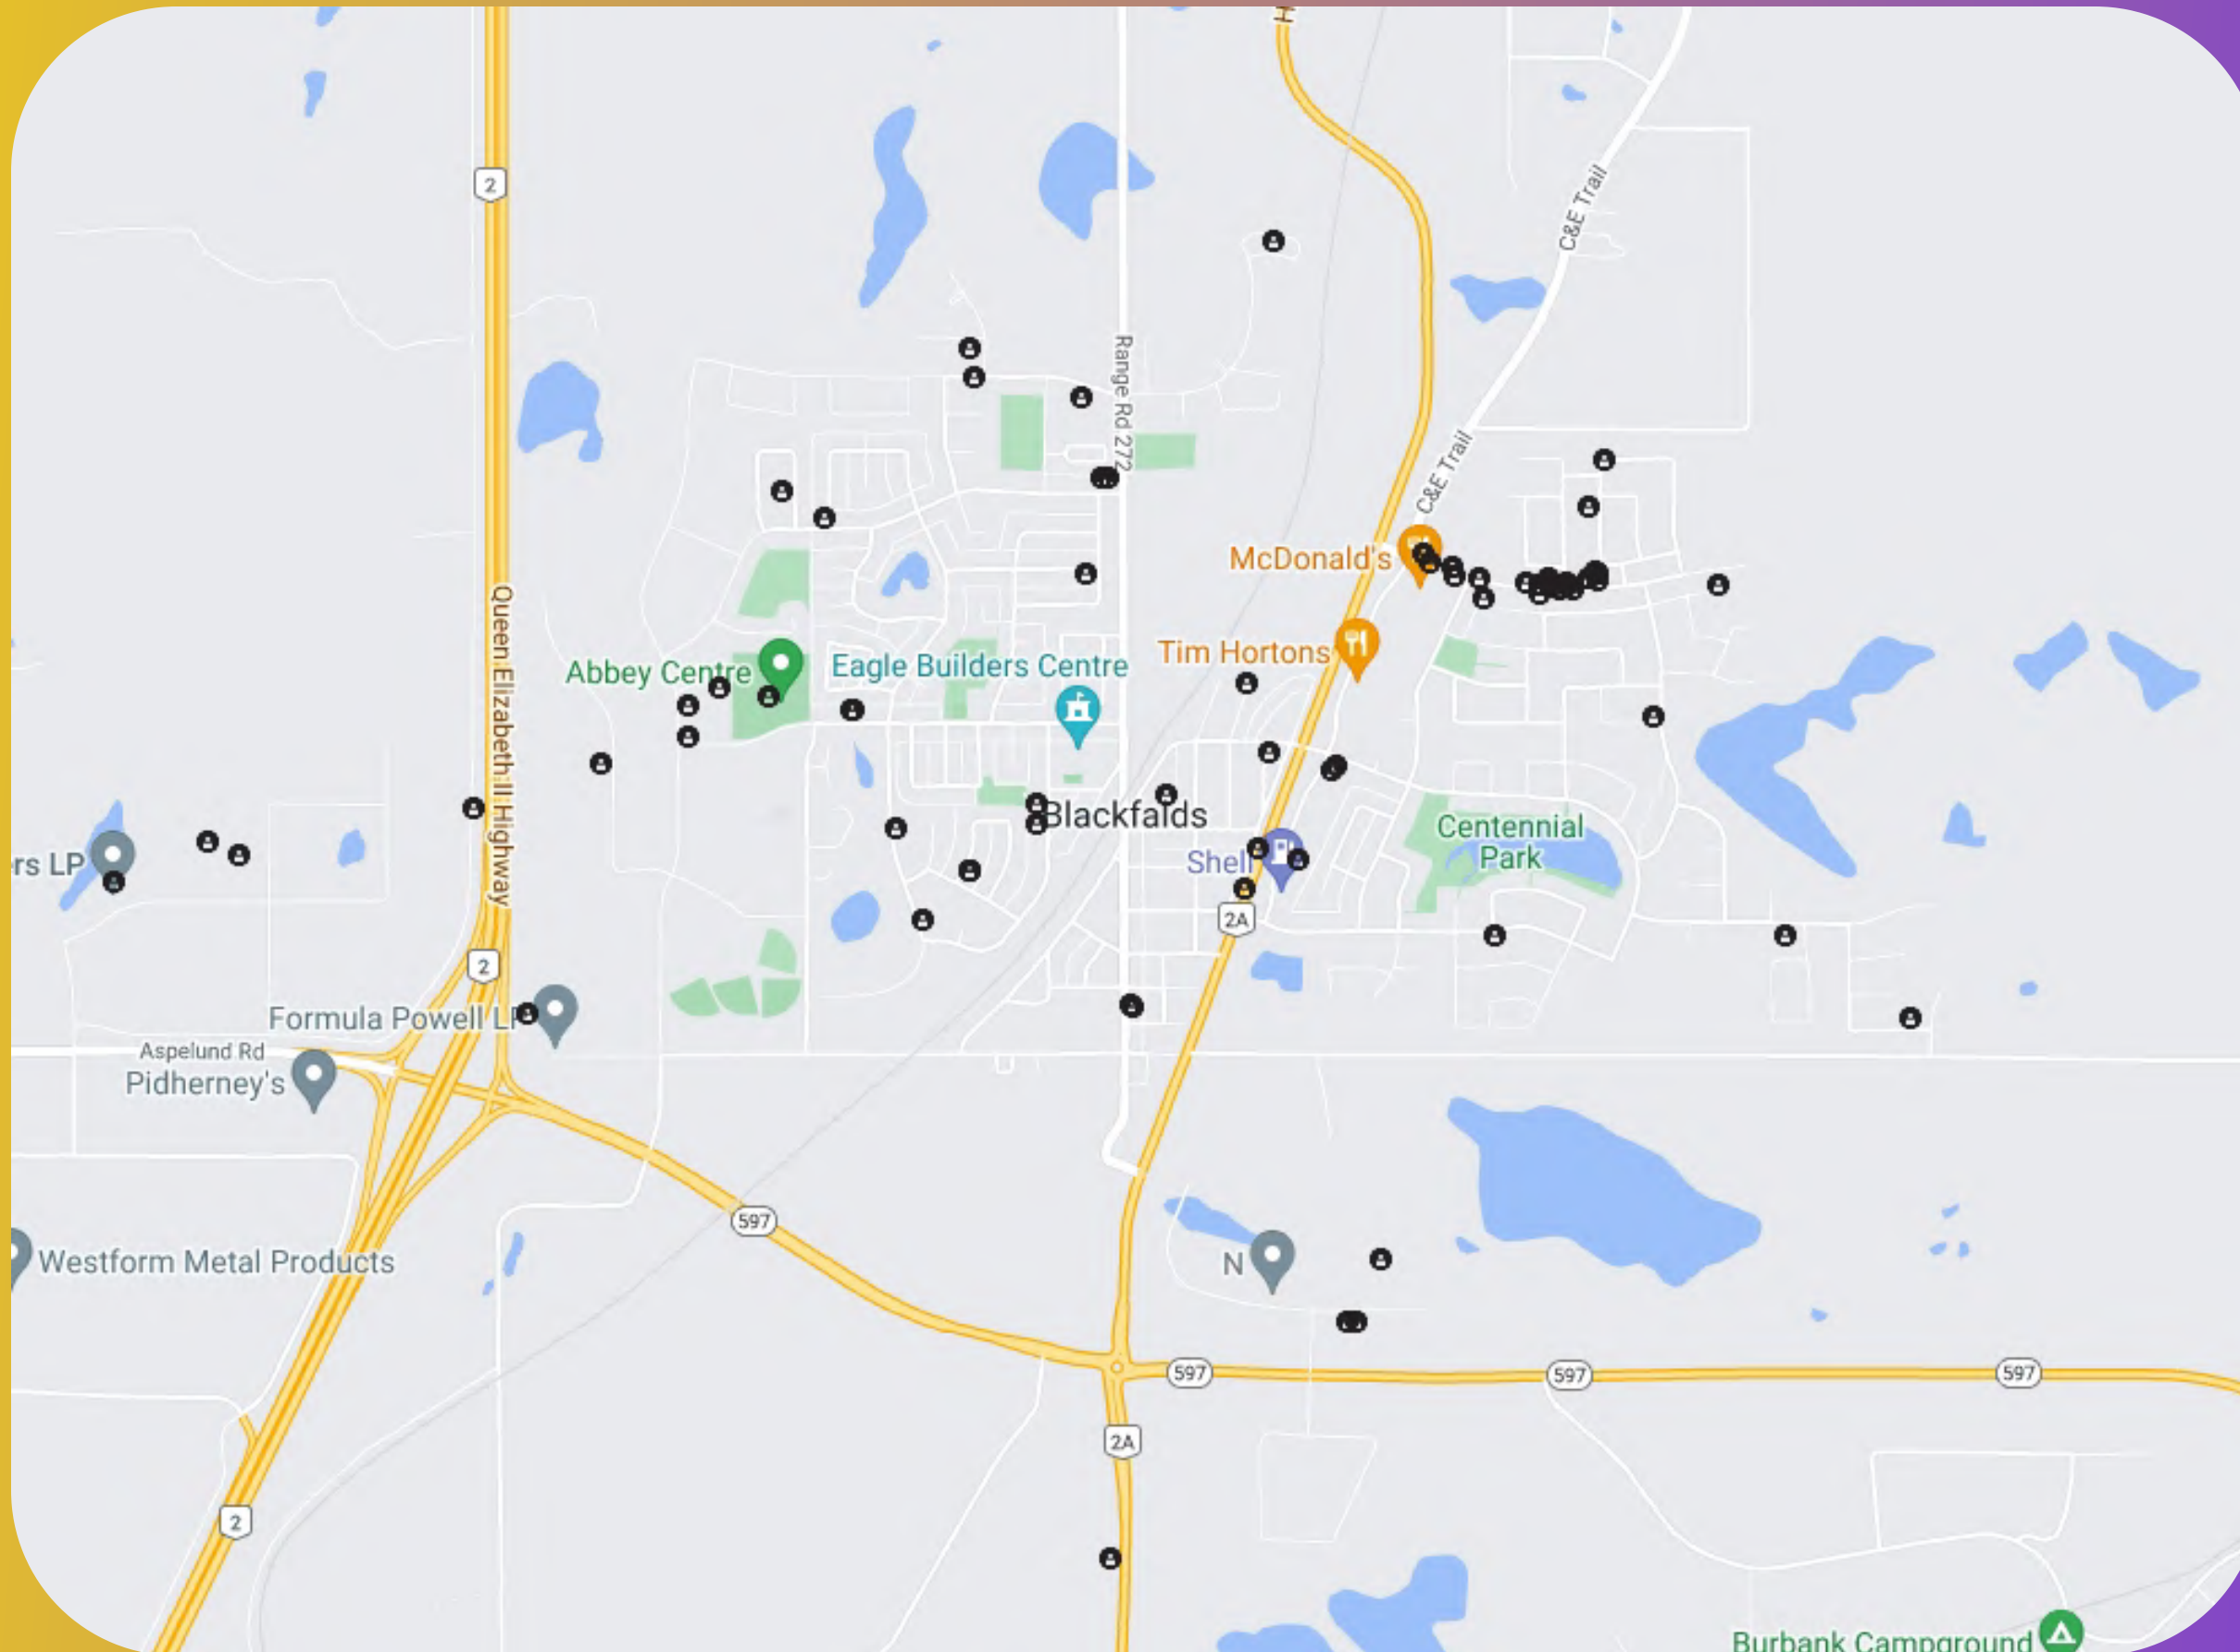 H
2
C&E Trail
Range Rd 272
C&E Trail
McDonald's
Queen Elizabeth II Highway
Tim Hortons
Abbey Centre
Eagle Builders Centre
Blackfalds
Centennial
Park
rs LP
Shell
2A
2
Formula Powell LP
Aspelund Rd
Pidherney's
597
Westform Metal Products
N
597
597
597
2A
2
Burbank Campground